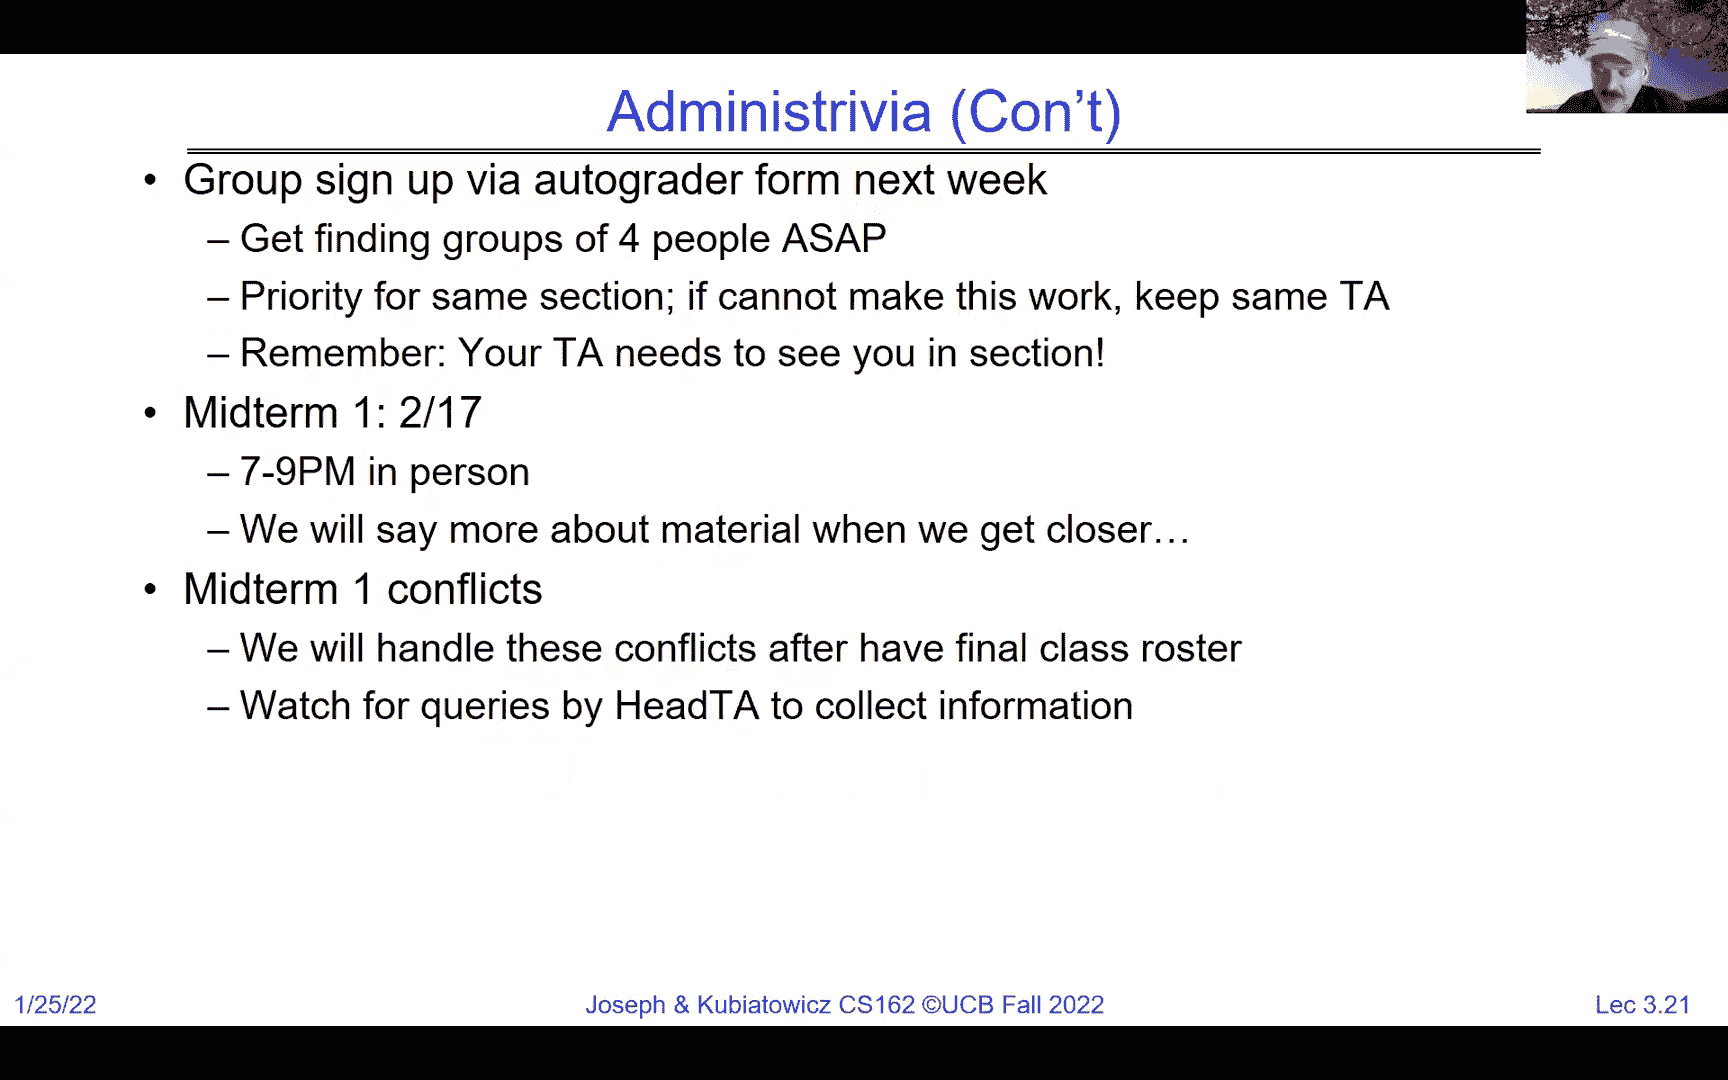 Administrivia (Con’t)
• Group sign up via autograder form next week
– Get finding groups of 4 people ASAP
– Priority for same section; if cannot make this work, keep same TA
– Remember: Your TA needs to see you in section!
• Midterm 1: 2/17
– 7-9PM in person
– We will say more about material when we get closer…
• Midterm 1 conflicts
– We will handle these conflicts after have final class roster
– Watch for queries by HeadTA to collect information
1/25/22
Joseph & Kubiatowicz CS162 ©UCB Fall 2022
Lec 3.21